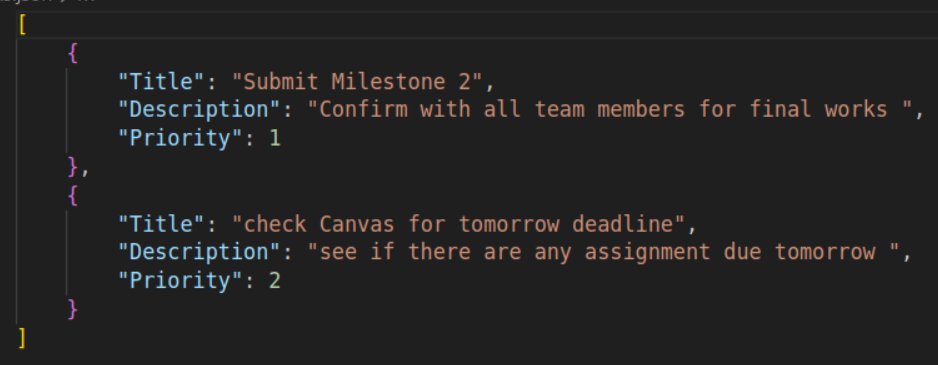 [
{
"Title": "Submit Milestone 2",
"Description": "Confirm with all team members for final works ",
"Priority": 1
},
{
"Title": "check Canvas for tomorrow deadline",
"Description": "see if there are any assignment due tomorrow ",
"Priority": 2
}
]